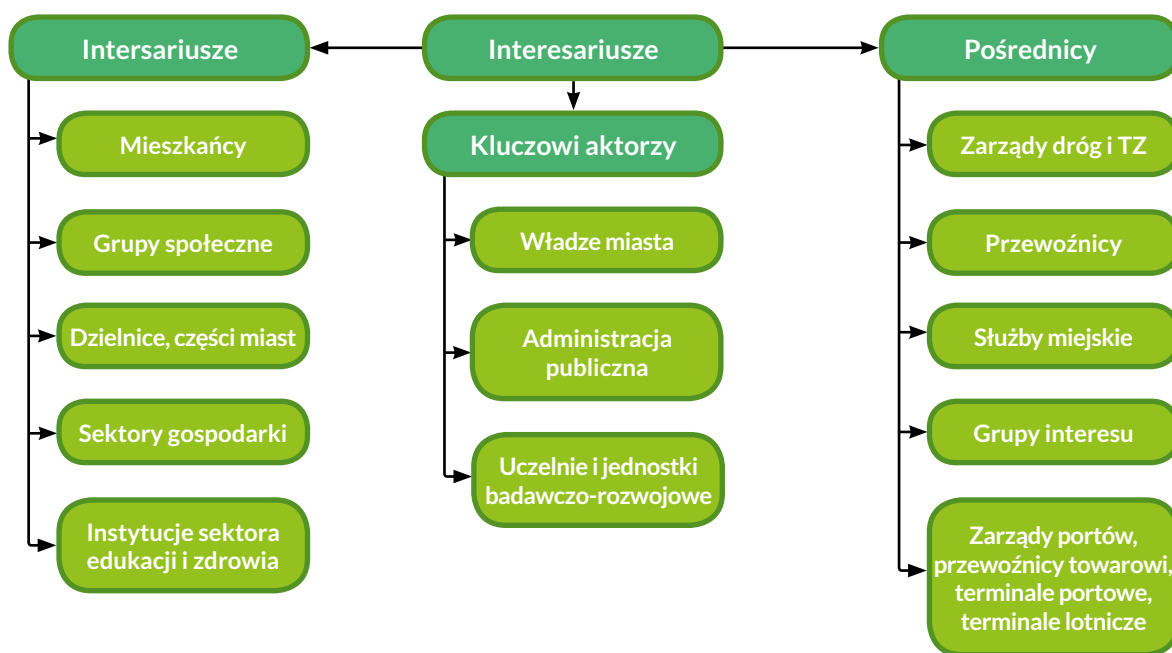 Intersariusze
Mieszkańcy
Grupy społeczne
Dzielnice, części miast
Sektory gospodarki
Instytucje sektora
edukacji i zdrowia
Interesariusze
Kluczowi aktorzy
Władze miasta
Administracja
publiczna
Uczelnie i jednostki
badawczo-rozwojowe
Pośrednicy
Zarządy dróg i TZ
Przewoźnicy
Służby miejskie
Grupy interesu
Zarządy portów,
przewoźnicy towarowi,
terminale portowe,
terminale lotnicze